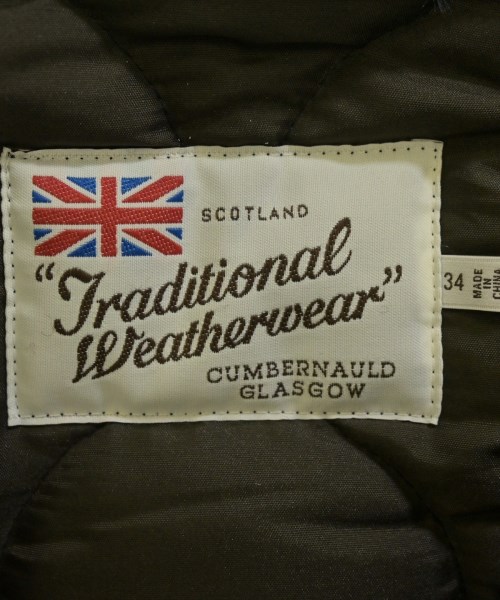 SCOTLAND
"Traditional
Weatherwear"
CUMBERNAULD
GLASGOW
34
MADE
IN
CHINA